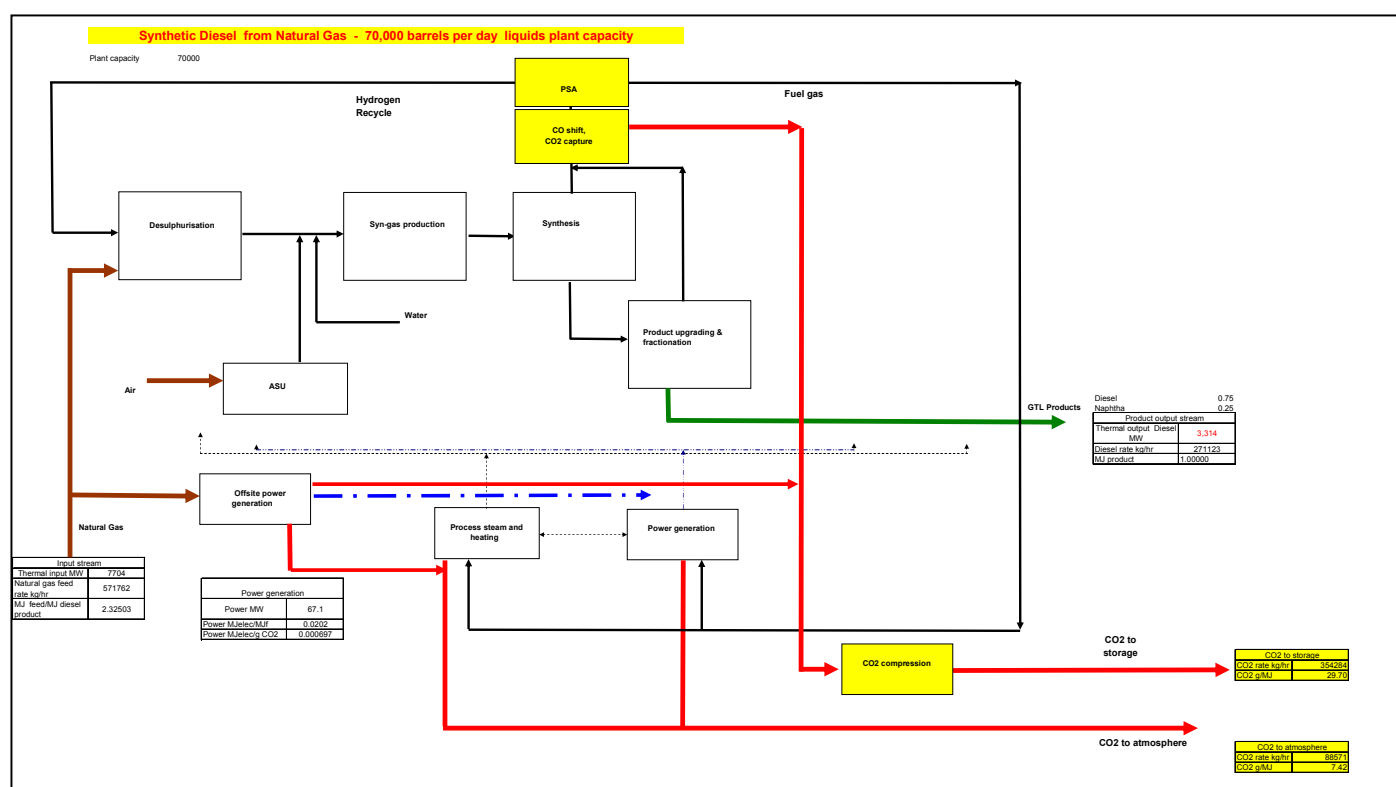 Synthetic Diesel  from Natural Gas  -  70,000 barrels per day  liquids plant capacity
Plant capacity 70000
PSA
Fuel gas
Hydrogen
Recycle
CO shift,
CO2 capture
Desulphurisation
Syn-gas production
Synthesis
Water
Product upgrading &
fractionation
Air
ASU
GTL Products
Diesel 0.75
Naphtha 0.25
Product output stream
Thermal output  Diesel
MW 3,314
Diesel rate kg/hr 271123
MJ product 1.00000
Offsite power
generation
Natural Gas
Process steam and
heating
Power generation
Input stream
Thermal input MW 7704
Natural gas feed
rate kg/hr 571762
MJ  feed/MJ diesel
product 2.32503
Power generation
Power MW 67.1
Power MJelec/MJf 0.0202
Power MJelec/g CO2 0.000697
CO2 compression
CO2 to
storage
CO2 to storage
CO2 rate kg/hr 354284
CO2 g/MJ 29.70
CO2 to atmosphere
CO2 to atmosphere
CO2 rate kg/hr 88571
CO2 g/MJ 7.42